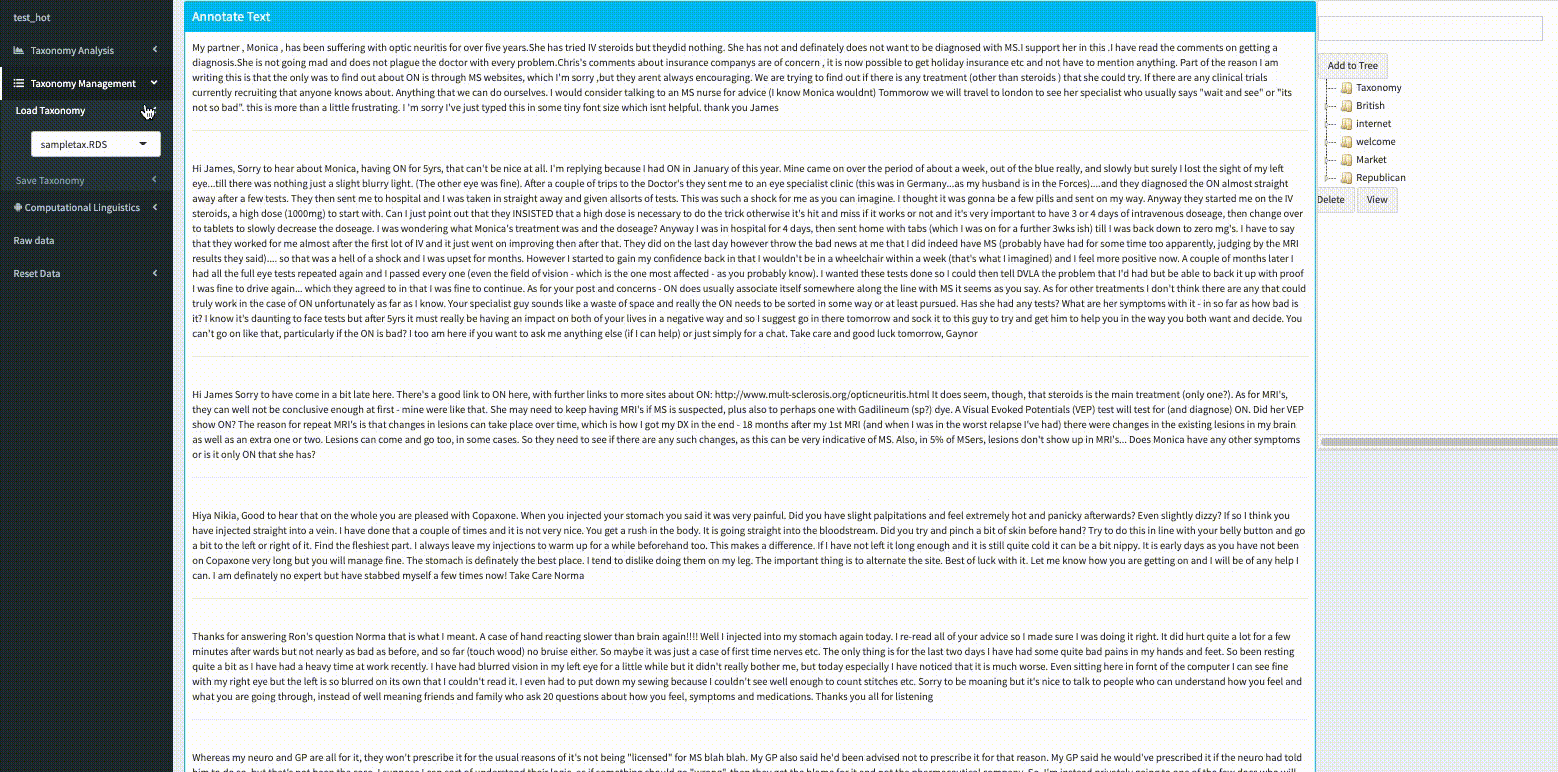 test_hot
Taxonomy Analysis
Taxonomy Management
Load Taxonomy
sampletax.RDS
Save Taxonomy
Computational Linguistics
Raw data
Reset Data
Annotate Text
My partner , Monica , has been suffering with optic neuritis for over five years.She has tried IV steroids but theydid nothing. She has not and definately does not want to be diagnosed with MS.I support her in this .I have read the comments on getting a
diagnosis.She is not going mad and does not plague the doctor with every problem.Chris's comments about insurance companys are of concern , it is now possible to get holiday insurance etc and not have to mention anything. Part of the reason I am
writing this is that the only was to find out about ON is through MS websites, which I'm sorry ,but they arent always encouraging. We are trying to find out if there is any treatment (other than steroids ) that she could try. If there are any clinical trials
currently recruiting that anyone knows about. Anything that we can do ourselves. I would consider talking to an MS nurse for advice (I know Monica wouldnt) Tommorow we will travel to london to see her specialist who usually says "wait and see" or "its
not so bad". this is more than a little frustrating. I 'm sorry I've just typed this in some tiny font size which isnt helpful. thank you James
Hi James, Sorry to hear about Monica, having ON for 5yrs, that can't be nice at all. I'm replying because I had ON in January of this year. Mine came on over the period of about a week, out of the blue really, and slowly but surely I lost the sight of my left
eye...till there was nothing just a slight blurry light. (The other eye was fine). After a couple of trips to the Doctor's they sent me to an eye specialist clinic (this was in Germany...as my husband is in the Forces)....and they diagnosed the ON almost straight
away after a few tests. They then sent me to hospital and I was taken in straight away and given allsorts of tests. This was such a shock for me as you can imagine. I thought it was gonna be a few pills and sent on my way. Anyway they started me on the IV
steroids, a high dose (1000mg) to start with. Can I just point out that they INSISTED that a high dose is necessary to do the trick otherwise it's hit and miss if it works or not and it's very important to have 3 or 4 days of intravenous doseage, then change over
to tablets to slowly decrease the doseage. I was wondering what Monica's treatment was and the doseage? Anyway I was in hospital for 4 days, then sent home with tabs (which I was on for a further 3wks ish) till I was back down to zero mg's. I have to say
that they worked for me almost after the first lot of IV and it just went on improving then after that. They did on the last day however throw the bad news at me that I did indeed have MS (probably have had for some time too apparently, judging by the MRI
results they said).... so that was a hell of a shock and I was upset for months. However I started to gain my confidence back in that I wouldn't be in a wheelchair within a week (that's what I imagined) and I feel more positive now. A couple of months later I
had all the full eye tests repeated again and I passed every one (even the field of vision - which is the one most affected - as you probably know). I wanted these tests done so I could then tell DVLA the problem that I'd had but be able to back it up with proof
I was fine to drive again... which they agreed to in that I was fine to continue. As for your post and concerns - ON does usually associate itself somewhere along the line with MS it seems as you say. As for other treatments I don't think there are any that could
truly work in the case of ON unfortunately as far as I know. Your specialist guy sounds like a waste of space and really the ON needs to be sorted in some way or at least pursued. Has she had any tests? What are her symptoms with it - in so far as how bad is
it? I know it's daunting to face tests but after 5yrs it must really be having an impact on both of your lives in a negative way and so I suggest go in there tomorrow and sock it to this guy to try and get him to help you in the way you both want and decide. You
can't go on like that, particularly if the ON is bad? I too am here if you want to ask me anything else (if I can help) or just simply for a chat. Take care and good luck tomorrow, Gaynor
Hi James Sorry to have come in a bit late here. There's a good link to ON here, with further links to more sites about ON: http://www.mult-sclerosis.org/opticneuritis.html It does seem, though, that steroids is the main treatment (only one?). As for MRI's,
they can well not be conclusive enough at first - mine were like that. She may need to keep having MRI's if MS is suspected, plus also to perhaps one with Gadilineum (sp?) dye. A Visual Evoked Potentials (VEP) test will test for (and diagnose) ON. Did her VEP
show ON? The reason for repeat MRI's is that changes in lesions can take place over time, which is how I got my DX in the end - 18 months after my 1st MRI (and when I was in the worst relapse I've had) there were changes in the existing lesions in my brain
as well as an extra one or two. Lesions can come and go too, in some cases. So they need to see if there are any such changes, as this can be very indicative of MS. Also, in 5% of MSers, lesions don't show up in MRI's... Does Monica have any other symptoms
or is it only ON that she has?
Hiya Nikia, Good to hear that on the whole you are pleased with Copaxone. When you injected your stomach you said it was very painful. Did you have slight palpitations and feel extremely hot and panicky afterwards? Even slightly dizzy? If so I think you
have injected straight into a vein. I have done that a couple of times and it is not very nice. You get a rush in the body. It is going straight into the bloodstream. Did you try and pinch a bit of skin before hand? Try to do this in line with your belly button and go
a bit to the left or right of it. Find the fleshiest part. I always leave my injections to warm up for a while beforehand too. This makes a difference. If I have not left it long enough and it is still quite cold it can be a bit nippy. It is early days as you have not been
on Copaxone very long but you will manage fine. The stomach is definately the best place. I tend to dislike doing them on my leg. The important thing is to alternate the site. Best of luck with it. Let me know how you are getting on and I will be of any help I
can. I am definately no expert but have stabbed myself a few times now! Take Care Norma
Thanks for answering Ron's question Norma that is what I meant. A case of hand reacting slower than brain again!!!! Well I injected into my stomach again today. I re-read all of your advice so I made sure I was doing it right. It did hurt quite a lot for a few
minutes after wards but not nearly as bad as before, and so far (touch wood) no bruise either. So maybe it was just a case of first time nerves etc. The only thing is for the last two days I have had some quite bad pains in my hands and feet. So been resting
quite a bit as I have had a heavy time at work recently. I have had blurred vision in my left eye for a little while but it didn't really bother me, but today especially I have noticed that it is much worse. Even sitting here in fornt of the computer I can see fine
with my right eye but the left is so blurred on its own that I couldn't read it. I even had to put down my sewing because I couldn't see well enough to count stitches etc. Sorry to be moaning but it's nice to talk to people who can understand how you feel and
what you are going through, instead of well meaning friends and family who ask 20 questions about how you feel, symptoms and medications. Thanks you all for listening
Whereas my neuro and GP are all for it, they won't prescribe it for the usual reasons of it's not being "licensed" for MS blah blah. My GP also said he'd been advised not to prescribe it for that reason. My GP said he would've prescribed it if the neuro had told
Add to Tree
Taxonomy
British
internet
welcome
Market
Republican
Delete
View